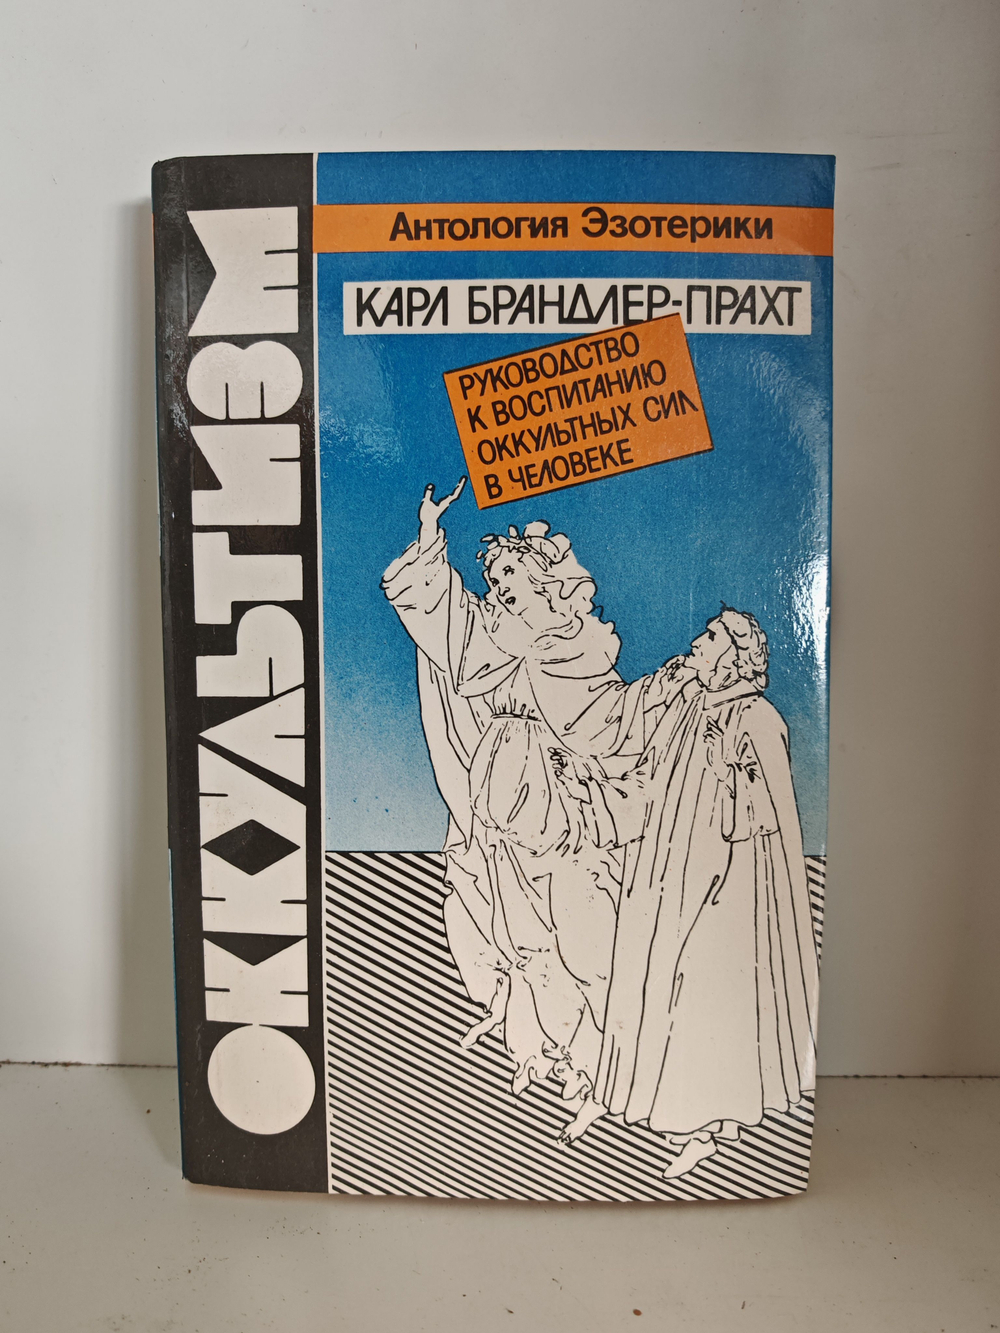 ОККУЛЬТИЗМ
Антология Эзотерики
КАРЛ БРАНДЛЕР-ПРАХТ
РУКОВОДСТВО
К ВОСПИТАНИЮ
ОККУЛЬТНЫХ СИЛ
В ЧЕЛОВЕКЕ